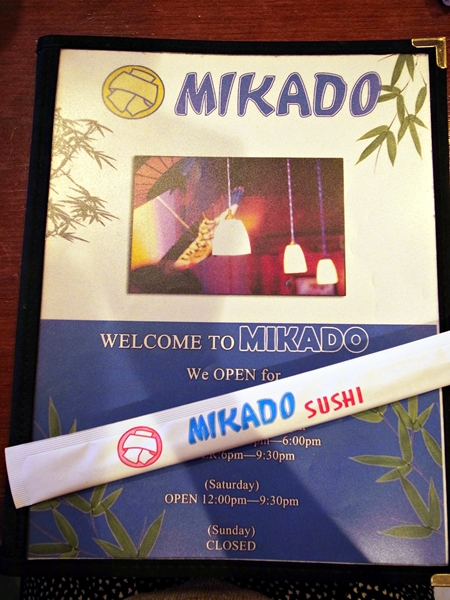 MIKADO
WELCOME TO MIKADO
We OPEN for
MIKADO SUSHI
pm—6:00pm
6pm—9:30pm
(Saturday)
OPEN 12:00pm—9:30pm
(Sunday)
CLOSED